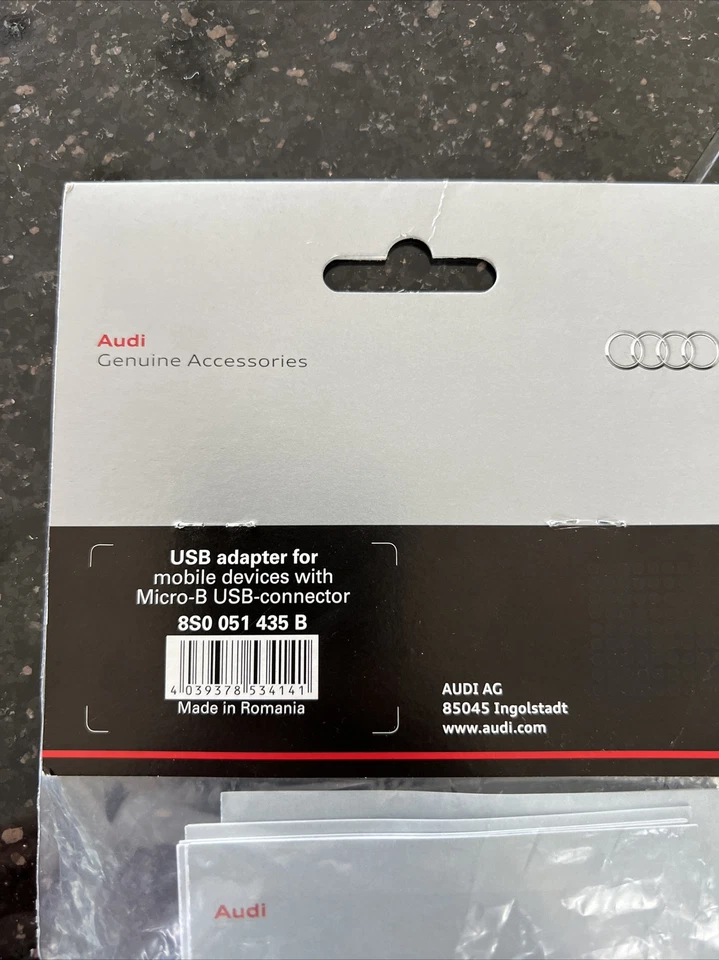 Audi
Genuine Accessories
USB adapter for
mobile devices with
Micro-B USB-connector
8S0 051 435 B
4 039378 534141
Made in Romania
AUDI AG
85045 Ingolstadt
www.audi.com
Audi